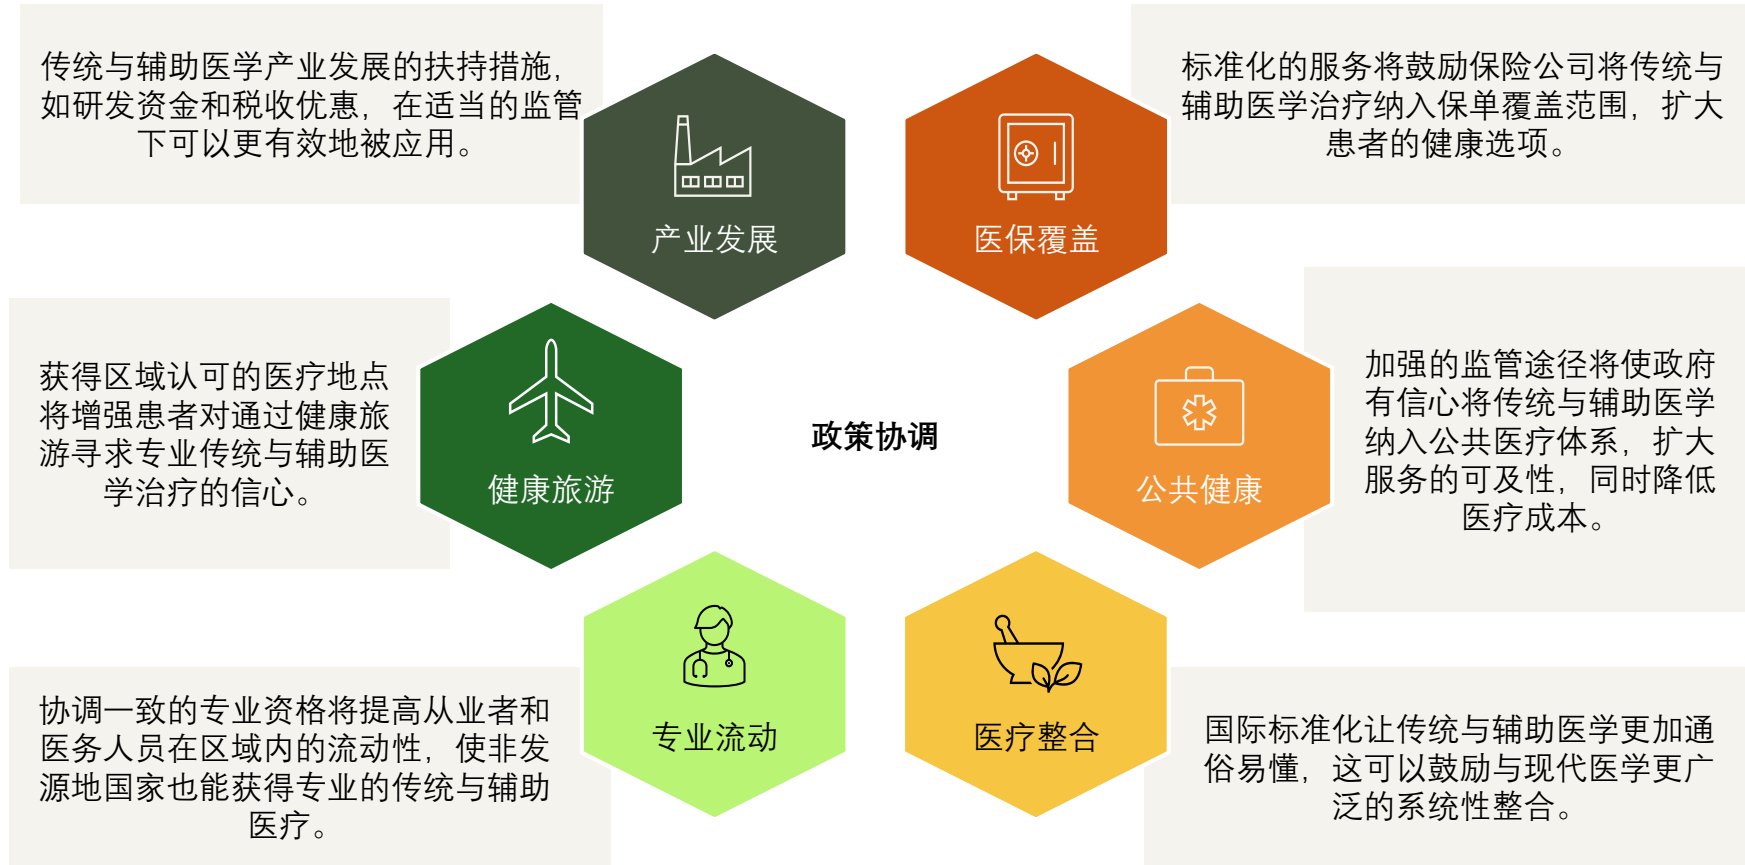 传统与辅助医学产业发展的扶持措施，
如研发资金和税收优惠，在适当的监管
下可以更有效地被应用。
产业发展
医保覆盖
标准化的服务将鼓励保险公司将传统与
辅助医学治疗纳入保单覆盖范围，扩大
患者的健康选项。
获得区域认可的医疗地点
将增强患者对通过健康旅
游寻求专业传统与辅助医
学治疗的信心。
健康旅游
政策协调
公共健康
加强的监管途径将使政府
有信心将传统与辅助医学
纳入公共医疗体系，扩大
服务的可及性，同时降低
医疗成本。
协调一致的专业资格将提高从业者和
医务人员在区域内的流动性，使非发
源地国家也能获得专业的传统与辅助
医疗。
专业流动
医疗整合
国际标准化让传统与辅助医学更加通
俗易懂，这可以鼓励与现代医学更广
泛的系统性整合。